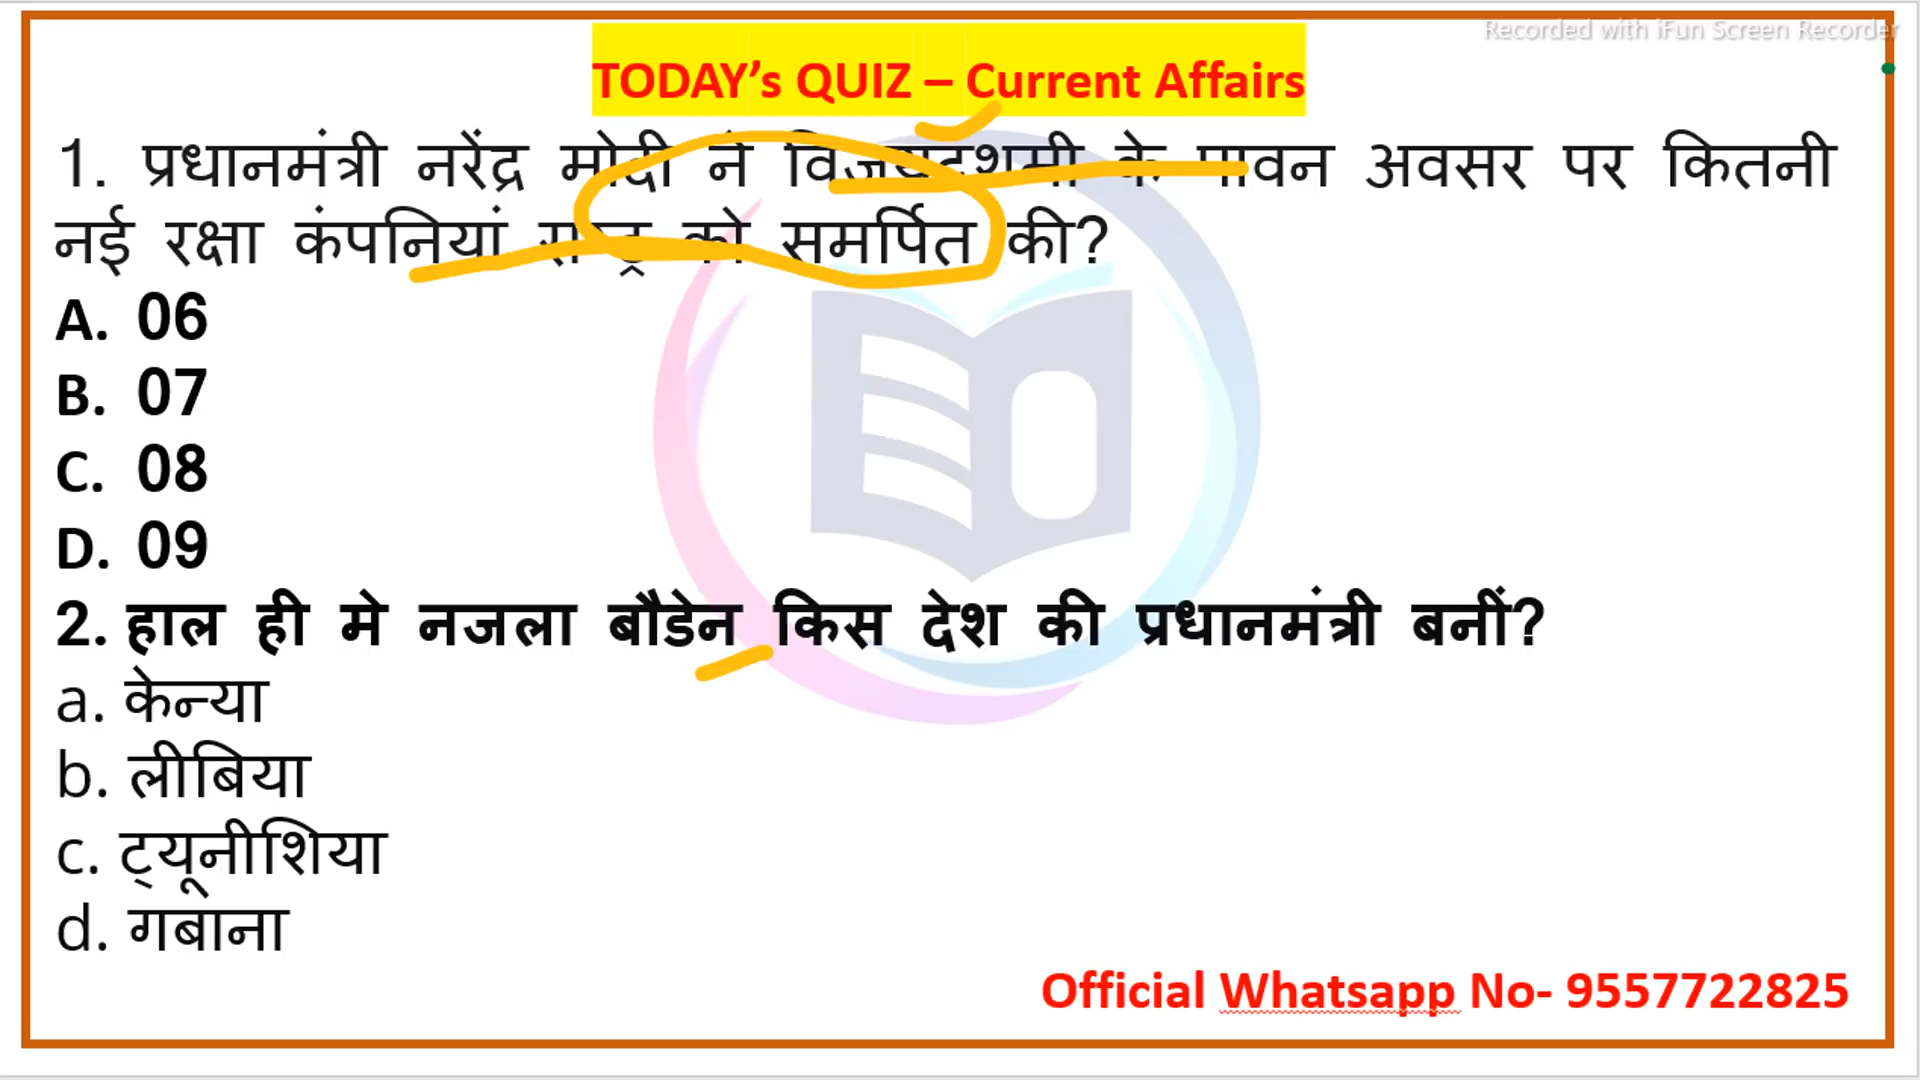 Recorded with iFun Screen Recorder
TODAY's QUIZ – Current Affairs
1. प्रधानमंत्री नरेंद्र मोदी ने विजयदशमी के पावन अवसर पर कितनी
नई रक्षा कंपनियां राष्ट्र को समर्पित की?
A. 06
B. 07
C. 08
D. 09
2. हाल ही मे नजला बौडेन किस देश की प्रधानमंत्री बनीं?
a. केन्या
b. लीबिया
c. ट्यूनीशिया
d. गबाना
Official Whatsapp No- 9557722825